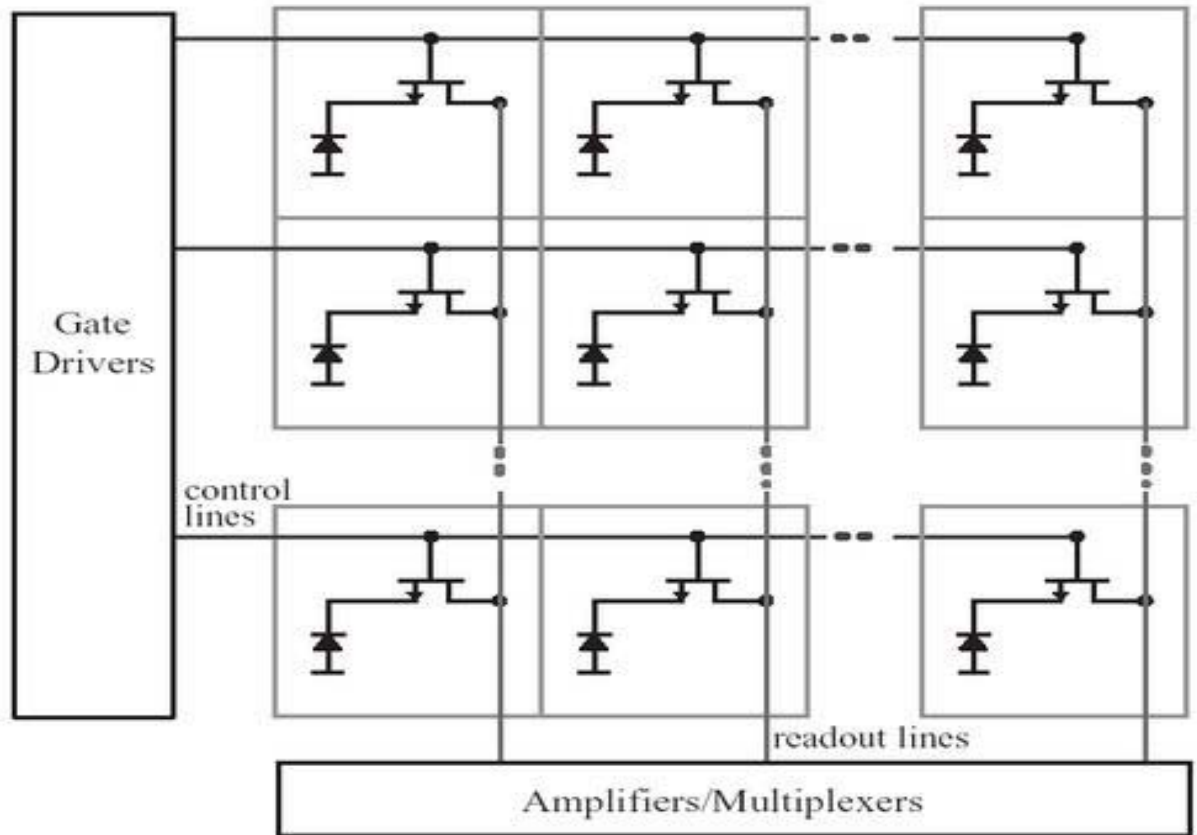 Gate
Drivers
control
lines
readout lines
Amplifiers/Multiplexers